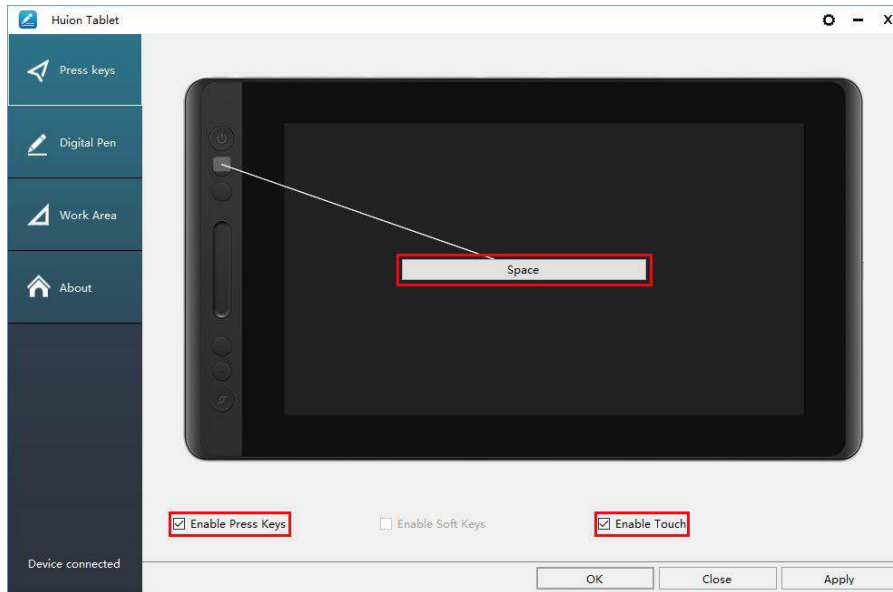 Huion Tablet
Press keys
Digital Pen
Work Area
About
Space
Enable Press Keys
Enable Soft Keys
Enable Touch
Device connected
OK
Close
Apply